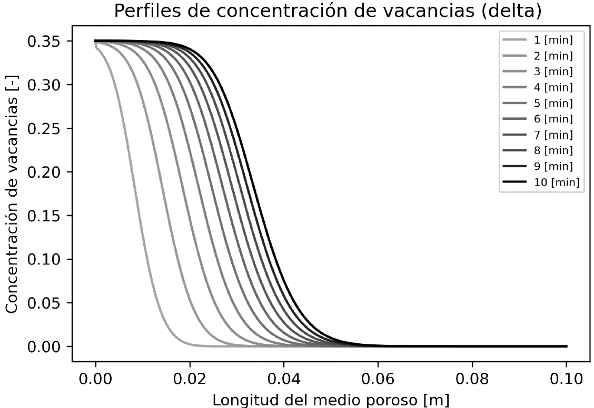 Perfiles de concentración de vacancias (delta)
Concentración de vacancias [-]
0.35
0.30
0.25
0.20
0.15
0.10
0.05
0.00
1 [min]
2 [min]
3 [min]
4 [min]
5 [min]
6 [min]
7 [min]
8 [min]
9 [min]
10 [min]
0.00 0.02 0.04 0.06 0.08 0.10
Longitud del medio poroso [m]